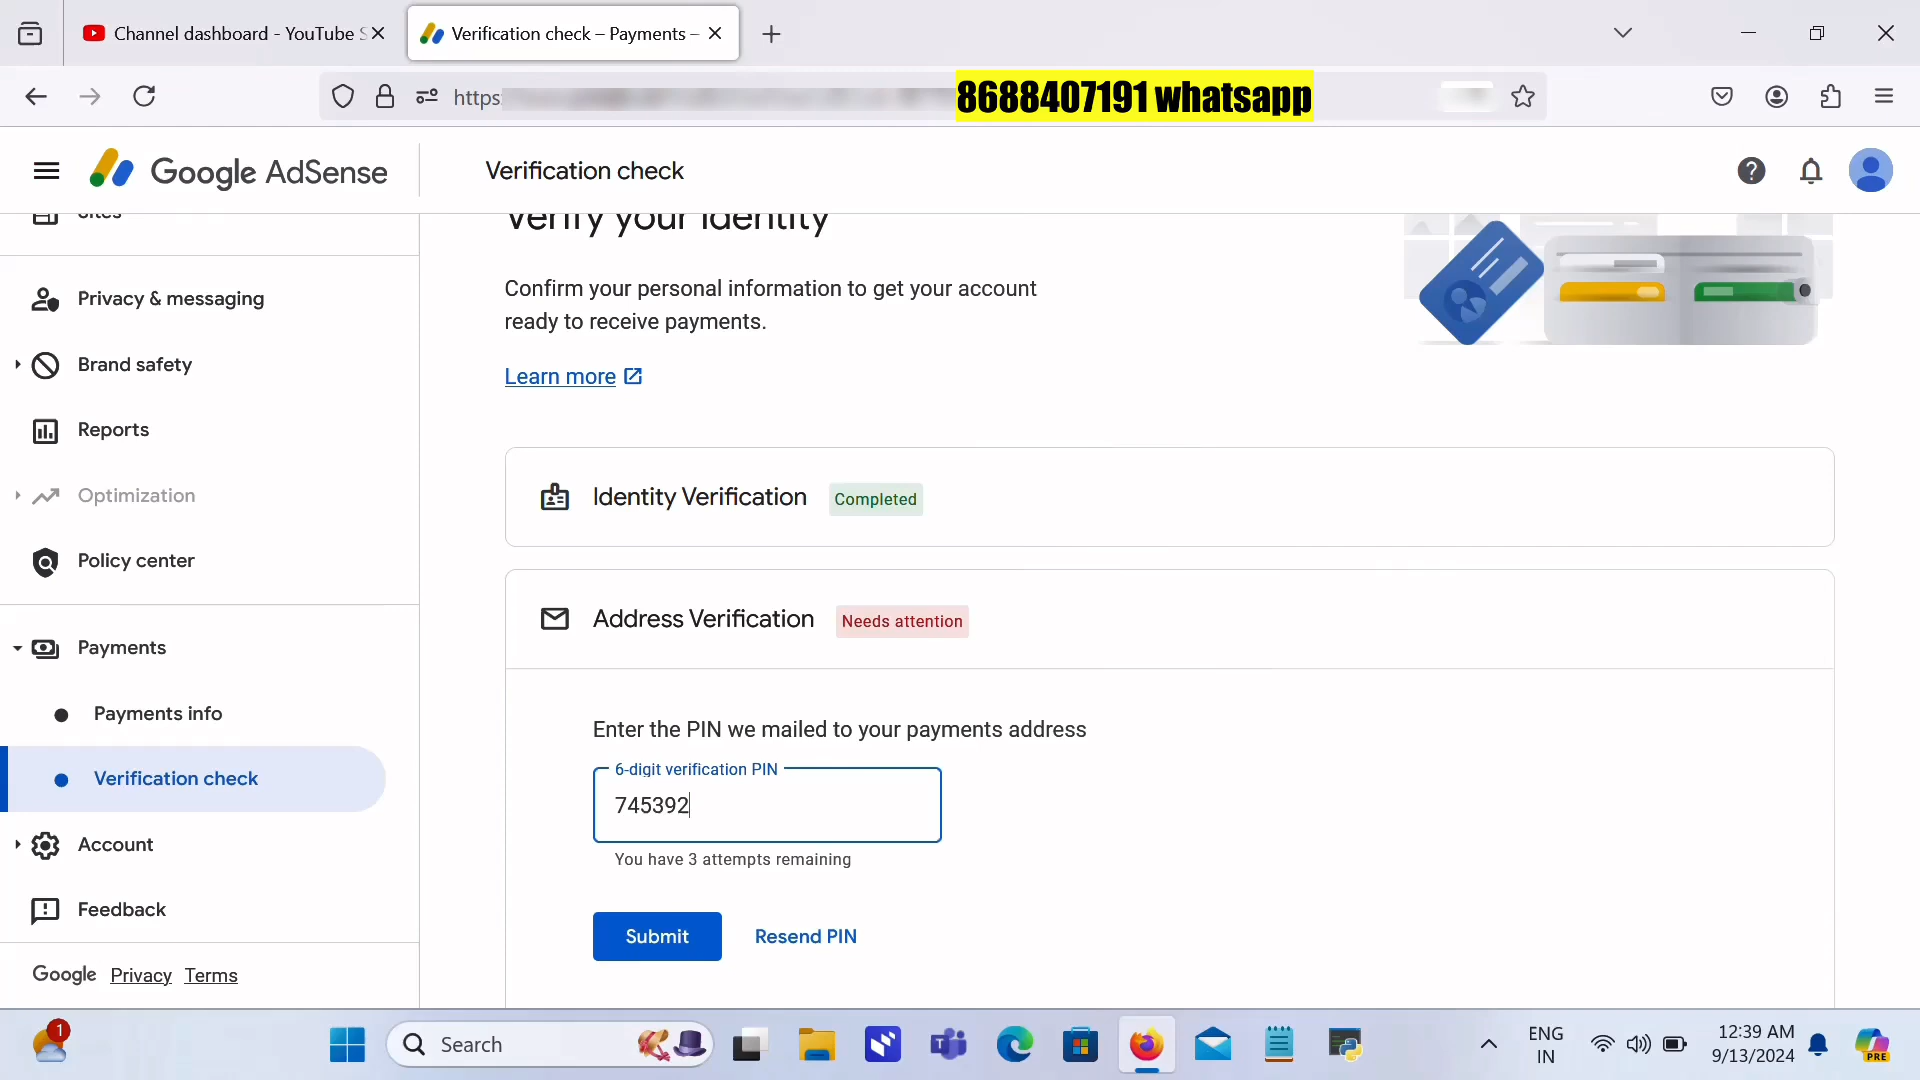 Channel dashboard - YouTube S
Verification check – Payments –
https:
8688407191 whatsapp
Google AdSense
Verification check
Sites
Privacy & messaging
Brand safety
Reports
Optimization
Policy center
Payments
Payments info
Verification check
Account
Feedback
Google Privacy Terms
Verify your identity
Confirm your personal information to get your account
ready to receive payments.
Learn more
Identity Verification Completed
Address Verification Needs attention
Enter the PIN we mailed to your payments address
6-digit verification PIN
745392
You have 3 attempts remaining
Submit Resend PIN
1
Search
ENG
IN
12:39 AM
9/13/2024
PRE